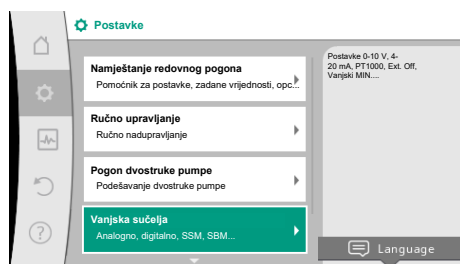 Postavke
Namještanje redovnog pogona
Pomoćnik za postavke, zadane vrijednosti, opc...
Ručno upravljanje
Ručno nadupravljanje
Pogon dvostruke pumpe
Podešavanje dvostruke pumpe
Vanjska sučelja
Analogno, digitalno, SSM, SBM...
Postavke 0-10 V, 4-
20 mA, PT1000, Ext. Off,
Vanjski MIN....
Language